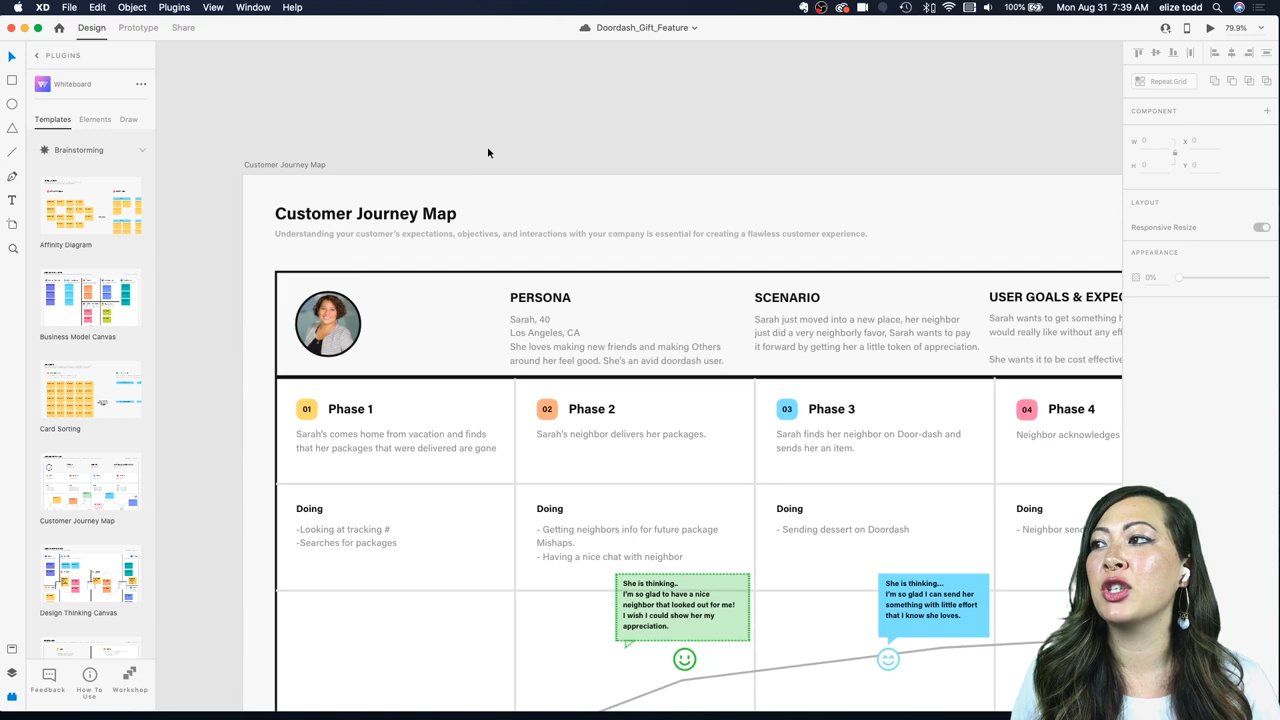 XD File Edit Object Plugins View Window Help
100% Mon Aug 31 7:39 AM elize todd
Design Prototype Share
Doordash_Gift_Feature
79.9%
PLUGINS
Whiteboard
Templates Elements Draw
Brainstorming
Affinity Diagram
Business Model Canvas
Card Sorting
Customer Journey Map
Design Thinking Canvas
Feedback
How To
Use
Workshop
Customer Journey Map
Customer Journey Map
Understanding your customer's expectations, objectives, and interactions with your company is essential for creating a flawless customer experience.
PERSONA
Sarah, 40
Los Angeles, CA
She loves making new friends and making Others
around her feel good. She's an avid doordash user.
SCENARIO
Sarah just moved into a new place, her neighbor
just did a very neighborly favor, Sarah wants to pay
it forward by getting her a little token of appreciation.
USER GOALS & EXPEC
Sarah wants to get something h
would really like without any eff
She wants it to be cost effective
01 Phase 1
Sarah's comes home from vacation and finds
that her packages that were delivered are gone
02 Phase 2
Sarah's neighbor delivers her packages.
03 Phase 3
Sarah finds her neighbor on Door-dash and
sends her an item.
04 Phase 4
Neighbor acknowledges
Doing
-Looking at tracking #
-Searches for packages
Doing
- Getting neighbors info for future package
Mishaps.
- Having a nice chat with neighbor
Doing
- Sending dessert on Doordash
Doing
- Neighbor send
She is thinking..
I'm so glad to have a nice
neighbor that looked out for me!
I wish I could show her my
appreciation.
She is thinking...
I'm so glad I can send her
something with little effort
that I know she loves.
Repeat Grid
COMPONENT
W 0 X 0
H 0 Y 0
LAYOUT
Responsive Resize
APPEARANCE
0%